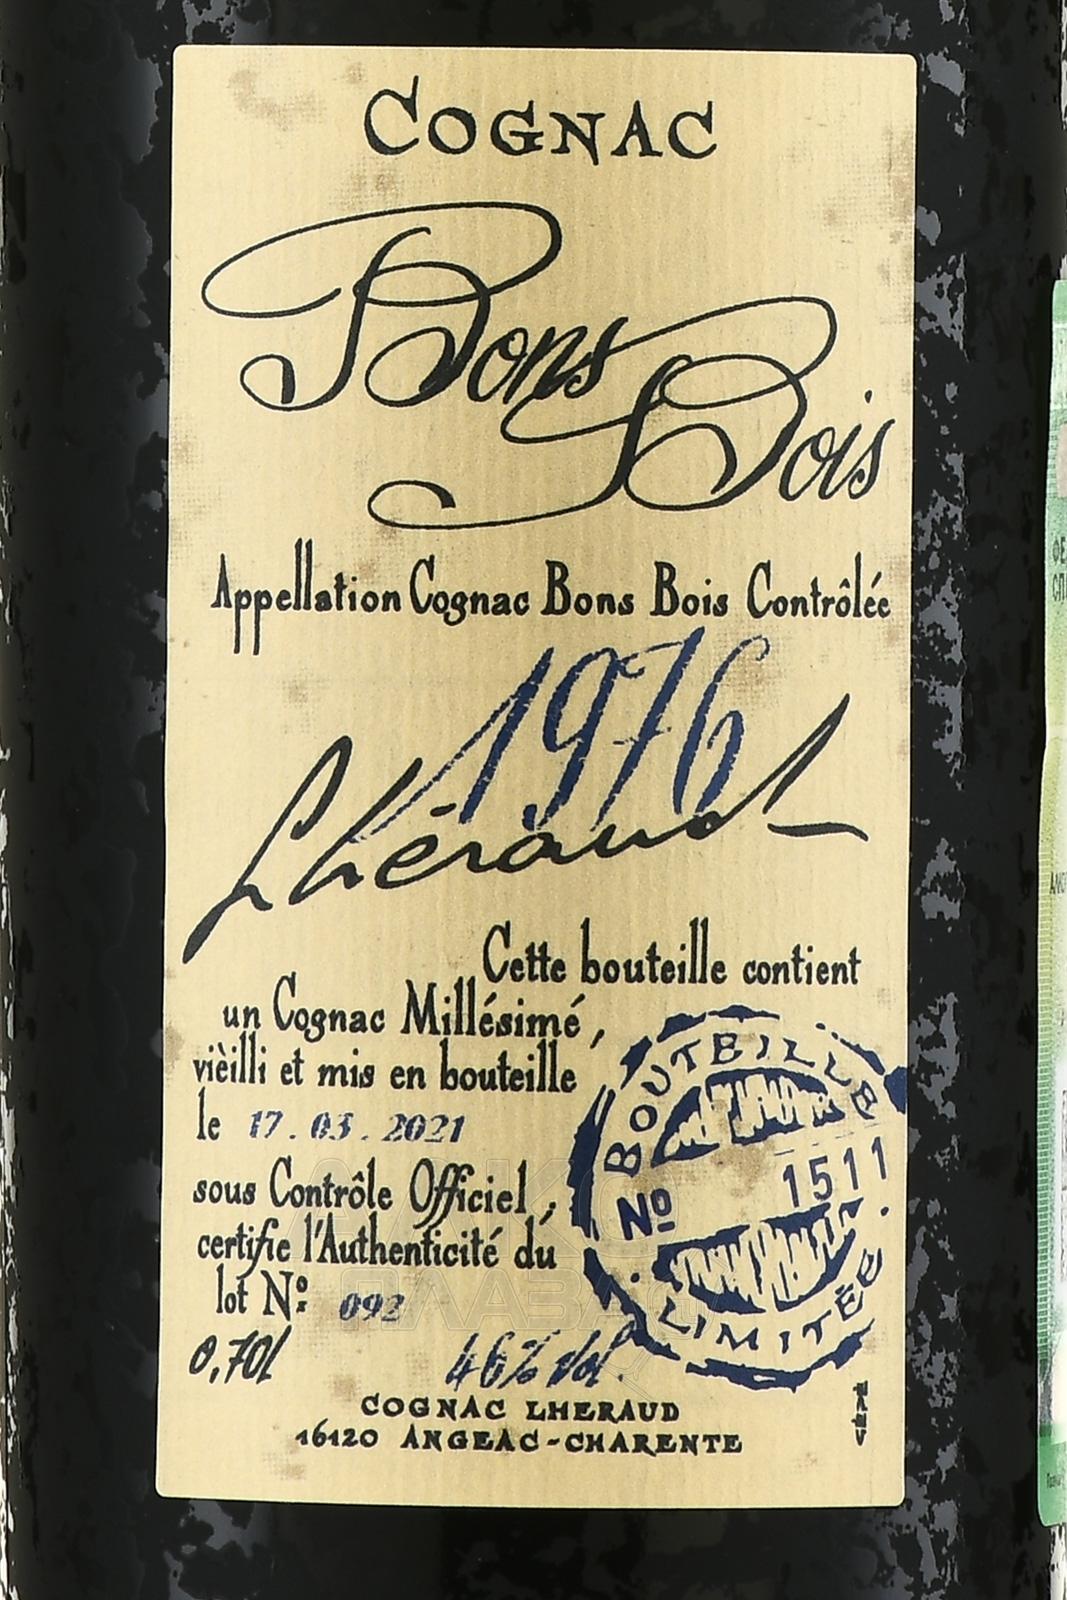 COGNAC
Bons
Bois
Appellation Cognac Bons Bois Contrôlée
1976
Lhéraud
Cette bouteille contient
un Cognac Millésimé,
vièilli et mis en bouteille
le 17.03.2021
sous Contrôle Officiel,
certifie l'Authenticité du
lot Nº: 092
BOUTEILLE
Nº 1511
LIMITÉE
0,70l 46% Vol.
COGNAC LHERAUD
16120 ANGEAC-CHARENTE